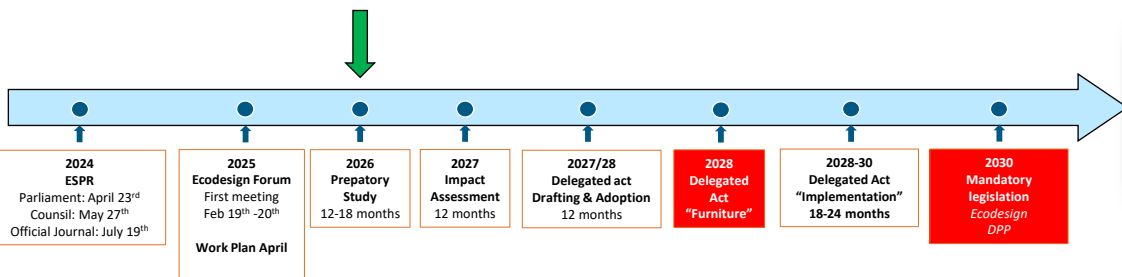 2024
ESPR
Parliament: April 23rd
Counsil: May 27th
Official Journal: July 19th
2025
Ecodesign Forum
First meeting
Feb 19th -20th
Work Plan April
2026
Prepatory
Study
12-18 months
2027
Impact
Assessment
12 months
2027/28
Delegated act
Drafting & Adoption
12 months
2028
Delegated
Act
“Furniture”
2028-30
Delegated Act
“Implementation”
18-24 months
2030
Mandatory
legislation
Ecodesign
DPP